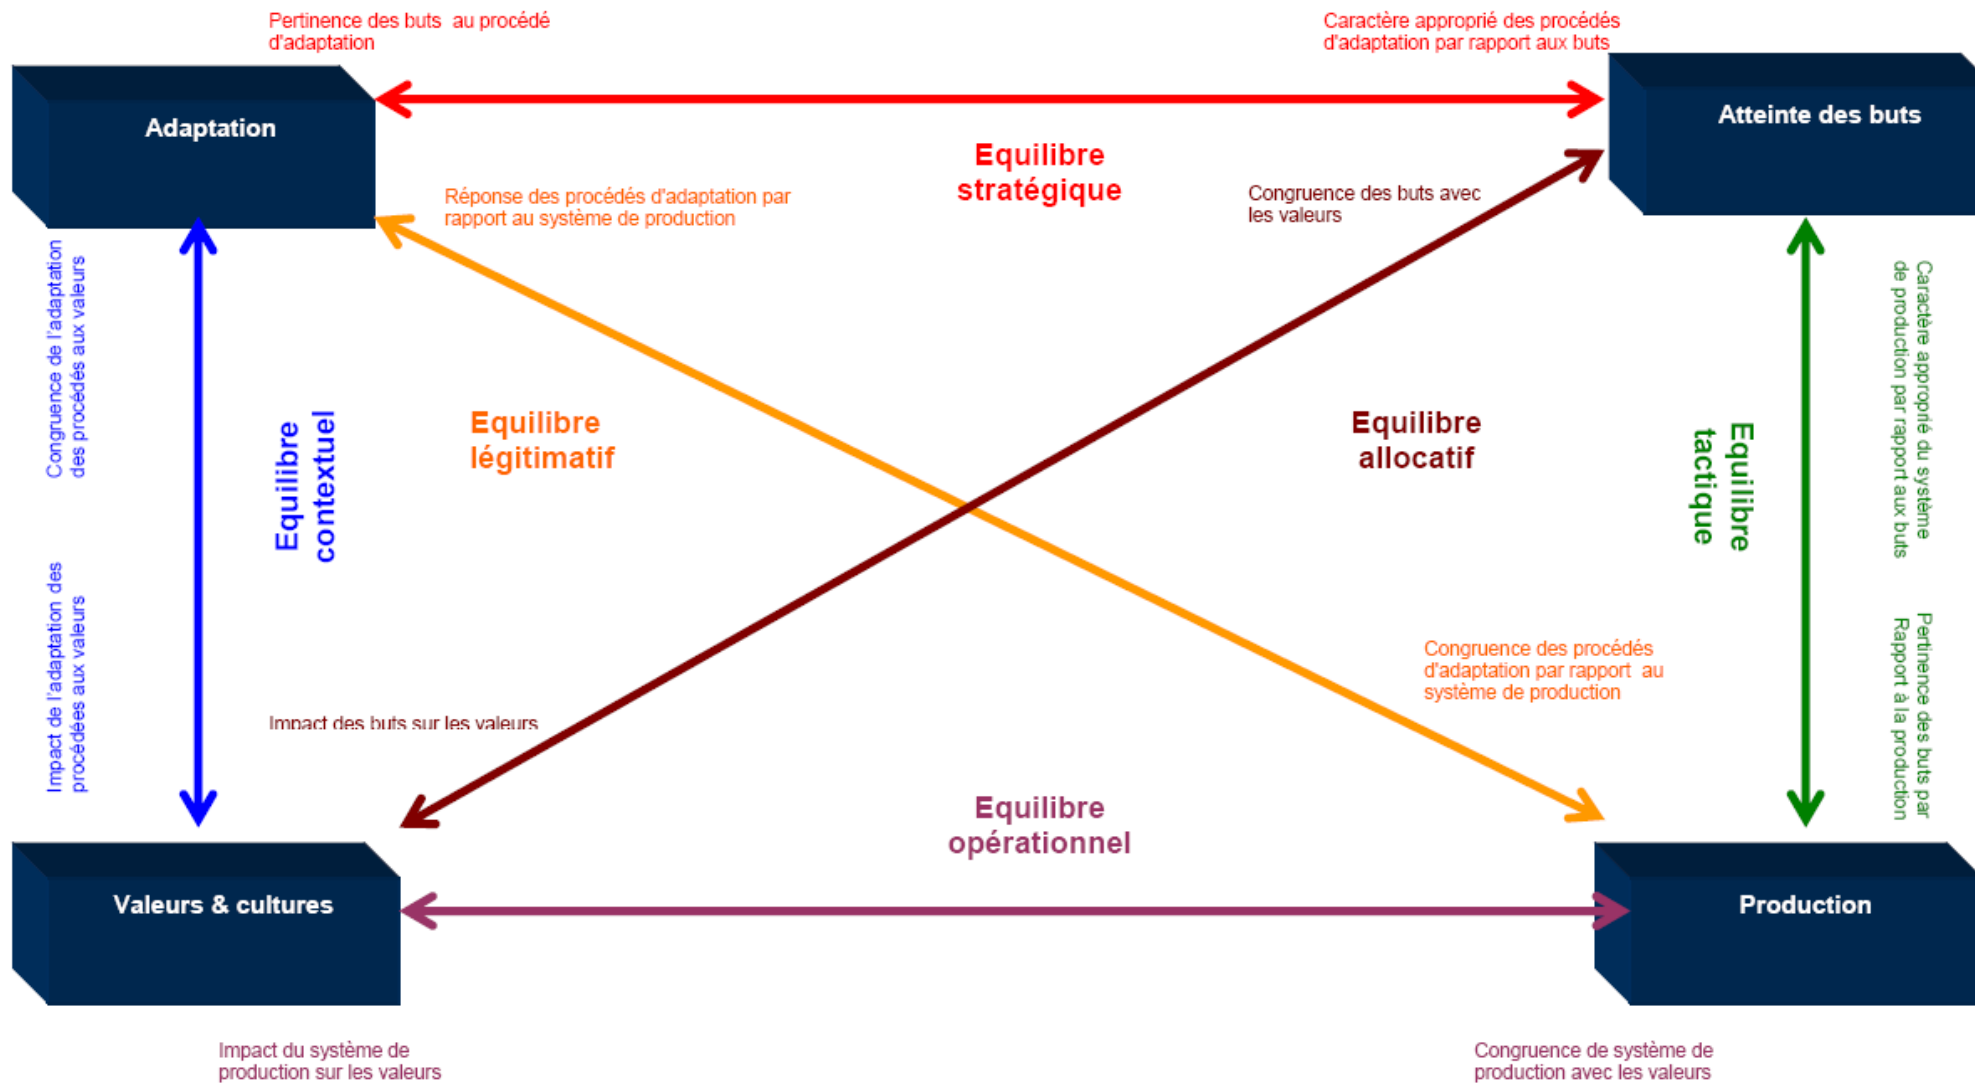 Pertinence des buts au procédé
d'adaptation
Caractère approprié des procédés
d'adaptation par rapport aux buts
Adaptation
Atteinte des buts
Equilibre
stratégique
Réponse des procédés d'adaptation par
rapport au système de production
Congruence des buts avec
les valeurs
Congruence de l'adaptation
des procédés aux valeurs
Caractère approprié du système
de production par rapport aux buts
Equilibre
contextuel
Equilibre
légitimatif
Equilibre
allocatif
Equilibre
tactique
Impact de l'adaptation des
procédées aux valeurs
Pertinence des buts par
Rapport à la production
Congruence des procédés
d'adaptation par rapport au
système de production
Impact des buts sur les valeurs
Equilibre
opérationnel
Valeurs & cultures
Production
Impact du système de
production sur les valeurs
Congruence de système de
production avec les valeurs